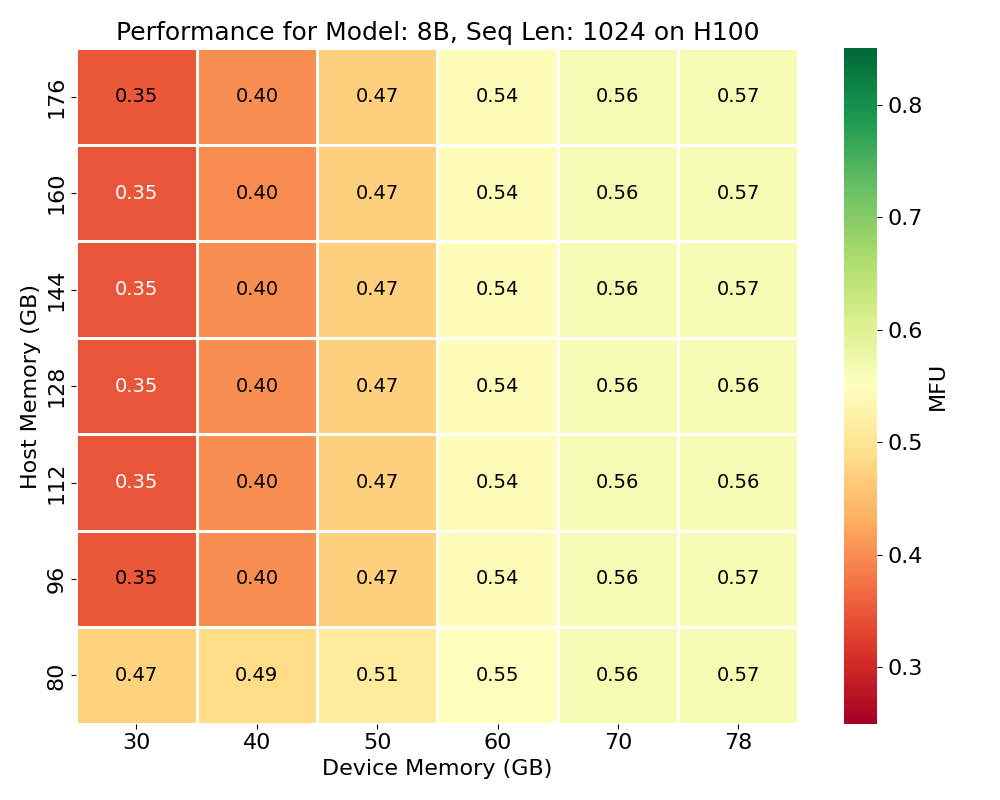 Performance for Model: 8B, Seq Len: 1024 on H100
Host Memory (GB)
176 0.35 0.40 0.47 0.54 0.56 0.57
160 0.35 0.40 0.47 0.54 0.56 0.57
144 0.35 0.40 0.47 0.54 0.56 0.57
128 0.35 0.40 0.47 0.54 0.56 0.56
112 0.35 0.40 0.47 0.54 0.56 0.56
96 0.35 0.40 0.47 0.54 0.56 0.57
80 0.47 0.49 0.51 0.55 0.56 0.57
30 40 50 60 70 78
Device Memory (GB)
0.8
0.7
0.6
0.5
0.4
0.3
MFU